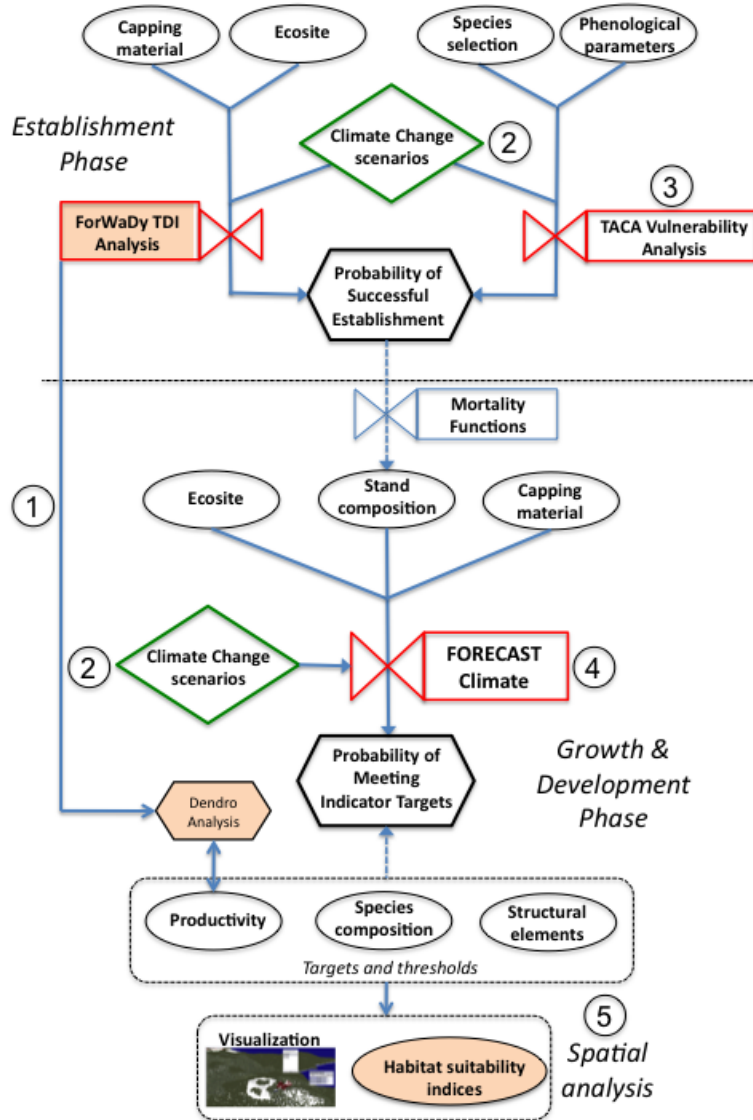 Capping
material
Ecosite
Species
selection
Phenological
parameters
Establishment
Phase
Climate Change
scenarios
2
3
ForWaDy TDI
Analysis
TACA Vulnerability
Analysis
Probability of
Successful
Establishment
Mortality
Functions
1
Ecosite
Stand
composition
Capping
material
2
Climate Change
scenarios
FORECAST
Climate
4
Probability of
Meeting
Indicator Targets
Growth &
Development
Phase
Dendro
Analysis
Productivity
Species
composition
Structural
elements
Targets and thresholds
5
Spatial
analysis
Visualization
Habitat suitability
indices